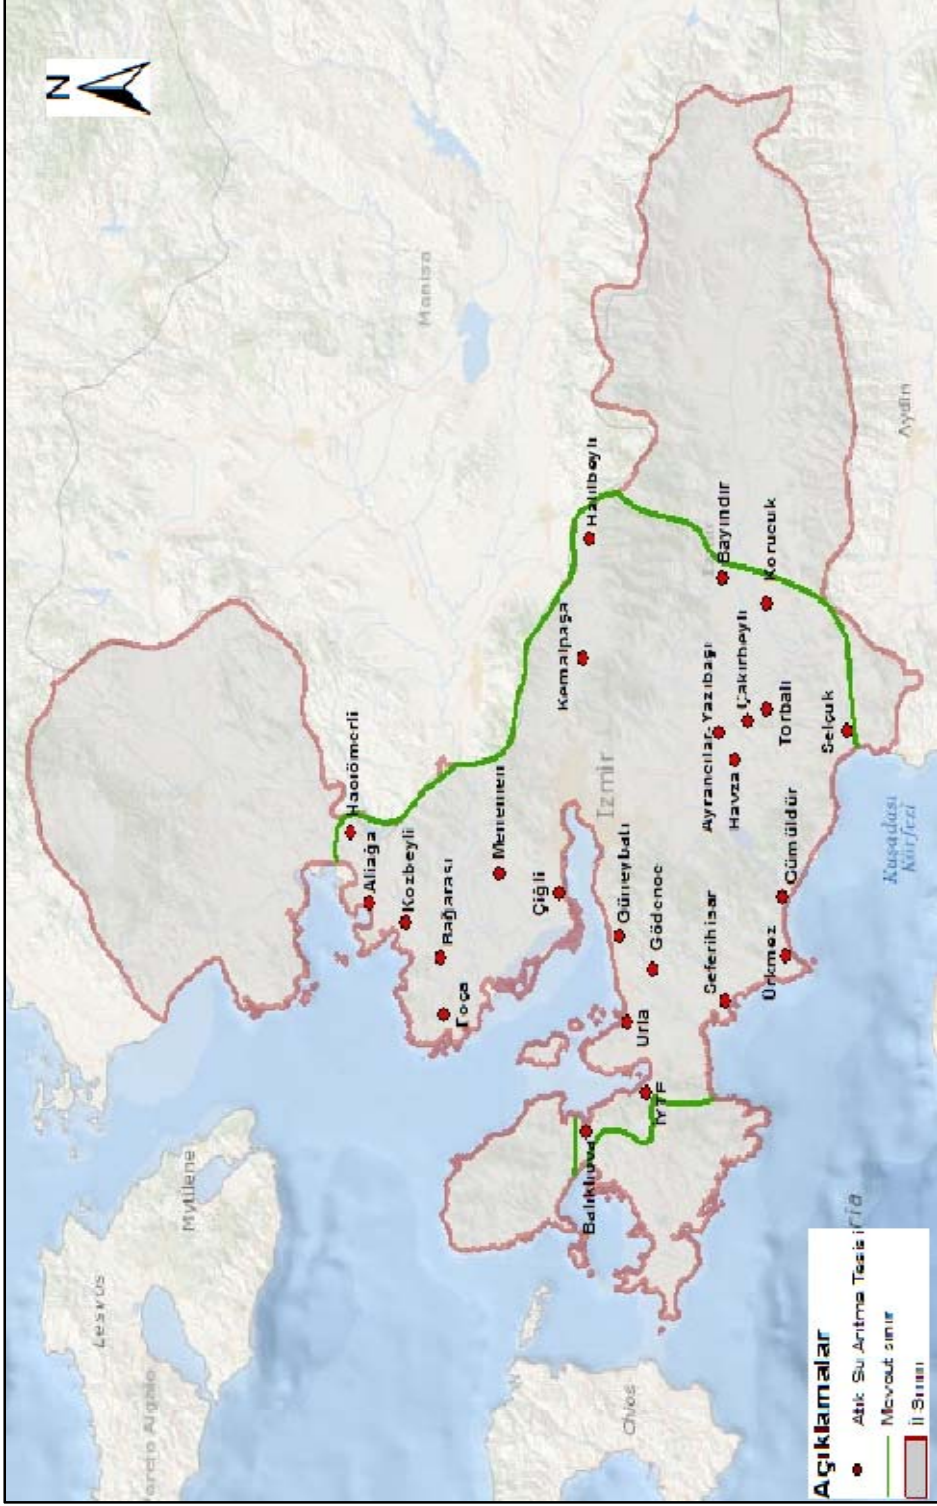 N
Manisa
Aydın
Lesvos
Mytilene
Chios
İzmir
Kuşadası
Körfezi
Hacıömerli
Aliağa
Kozbeyli
Bağarası
Foça
Menemen
Çiğli
Kemalpaşa
Halilbeyli
Bayındır
Korucuk
Ayrancılar-Yazıbaşı
Çakırbeyli
Havza
Torbalı
Selçuk
Güneybatı
Gödence
Seferihisar
Ürkmez
Gümüldür
Urla
İYTE
Balıklıova
Açıklamalar
Atık Su Arıtma Tesisi
Mevcut sınır
İl Sınırı